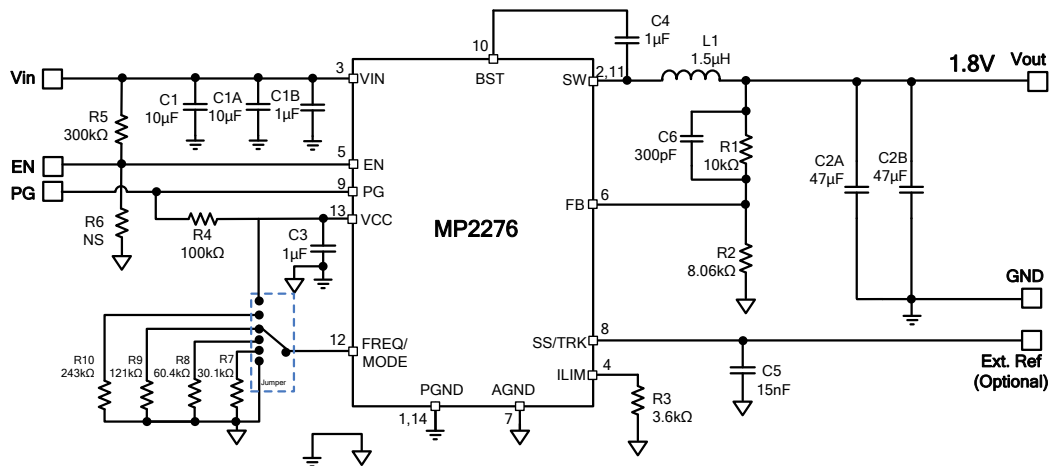 C4
1µF
10
BST
L1
1.5µH
3
VIN
SW
2,11
1.8V
Vout
Vin
C1
10µF
C1A
10µF
C1B
1µF
R5
300kΩ
C6
300pF
R1
10kΩ
C2A
47µF
C2B
47µF
EN
5
EN
PG
9
PG
13
VCC
MP2276
FB
6
R6
NS
R4
100kΩ
C3
1µF
R2
8.06kΩ
GND
12
FREQ/
MODE
SS/TRK
8
Ext. Ref
(Optional)
R10
243kΩ
R9
121kΩ
R8
60.4kΩ
R7
30.1kΩ
Jumper
ILIM
4
C5
15nF
R3
3.6kΩ
PGND
1,14
AGND
7